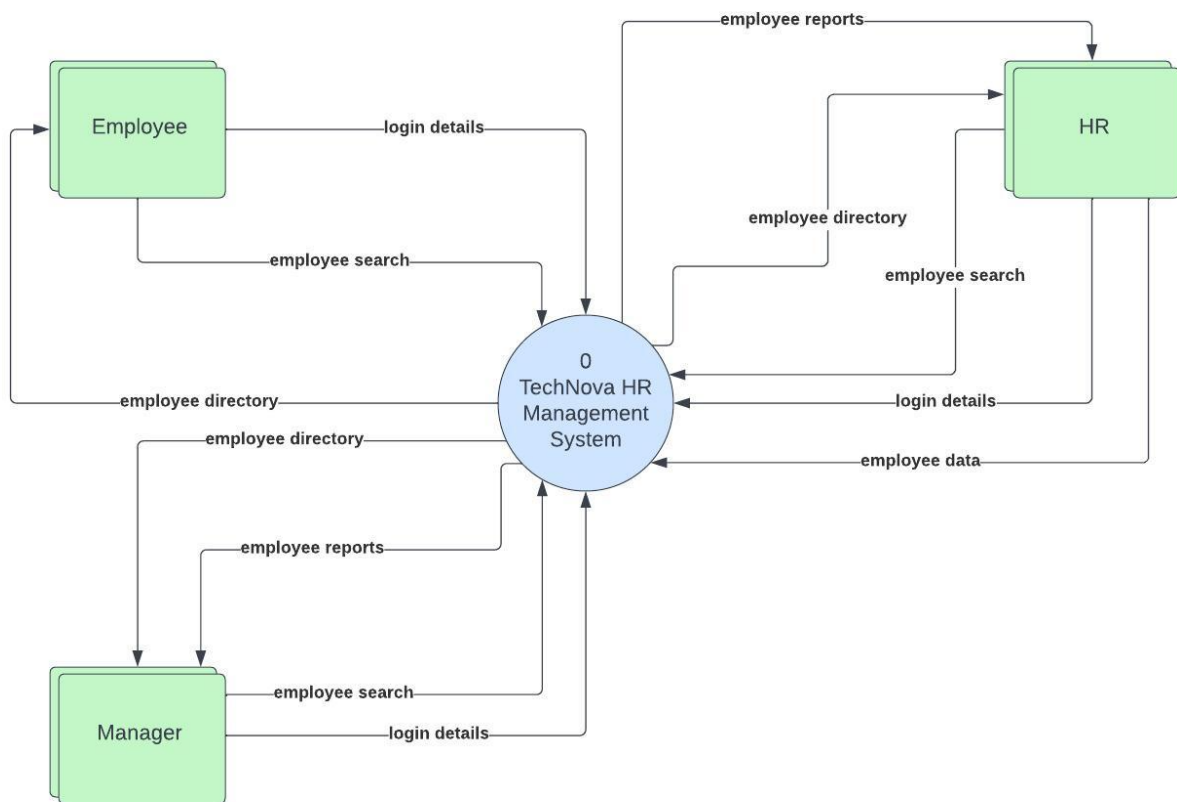 employee reports
Employee
login details
HR
employee directory
employee search
employee search
0
TechNova HR
Management
System
employee directory
login details
employee directory
employee data
employee reports
employee search
Manager
login details